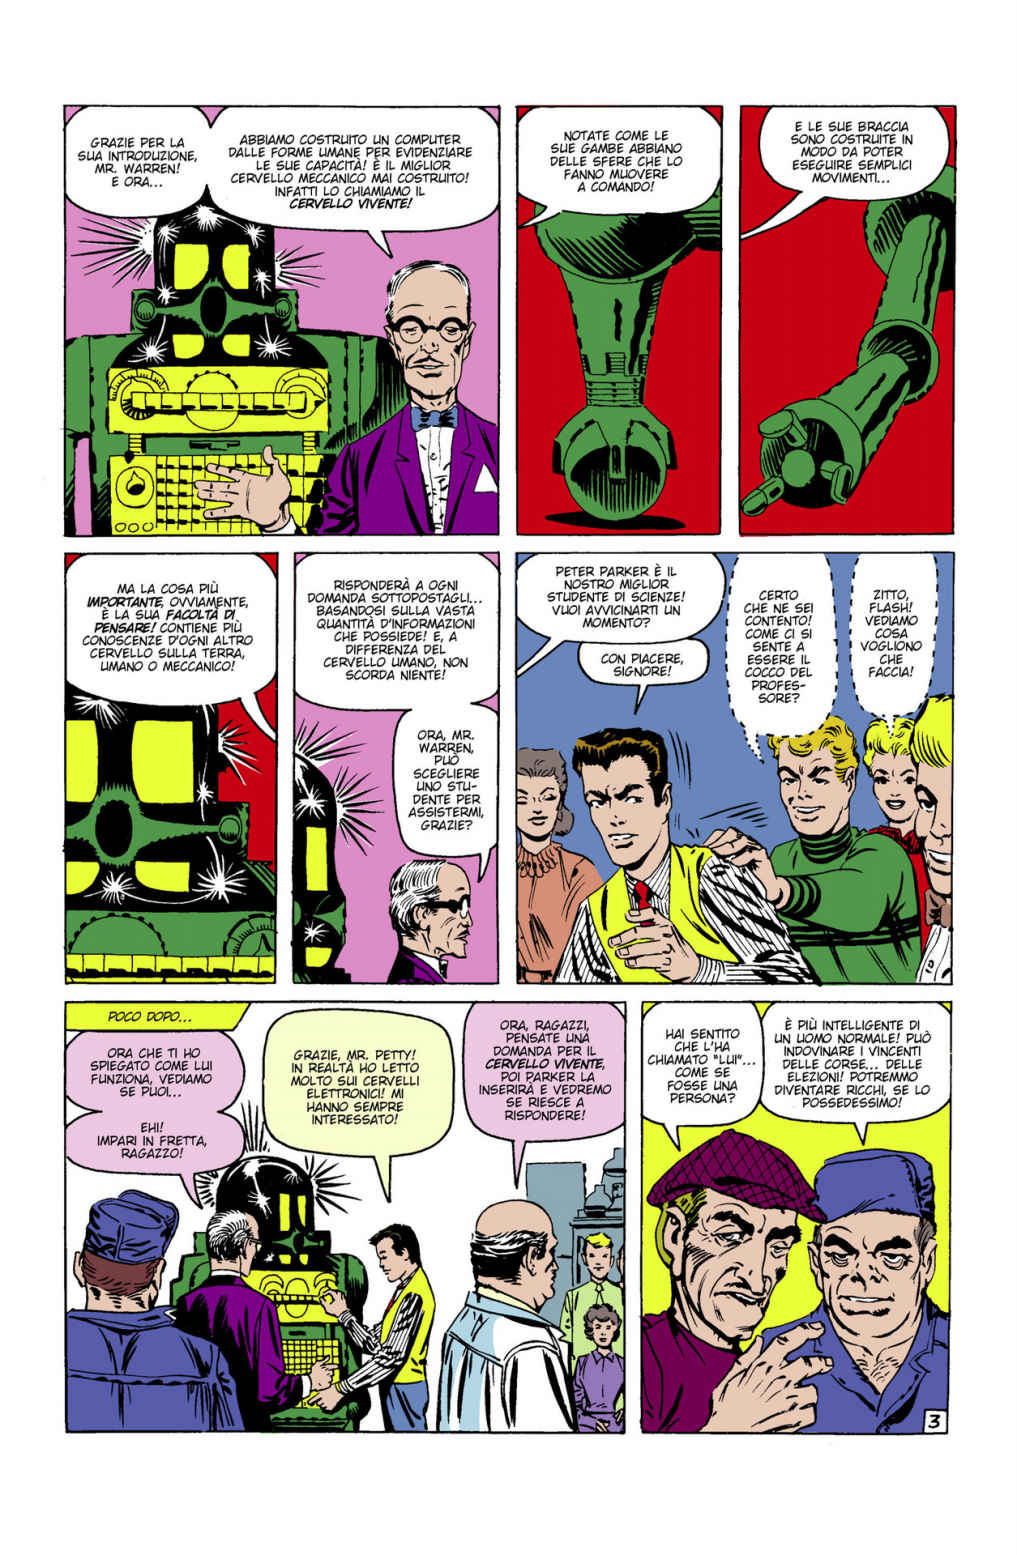 GRAZIE PER LA
SUA INTRODUZIONE,
MR. WARREN!
E ORA...
ABBIAMO COSTRUITO UN COMPUTER
DALLE FORME UMANE PER EVIDENZIARE
LE SUE CAPACITÀ! È IL MIGLIOR
CERVELLO MECCANICO MAI COSTRUITO!
INFATTI LO CHIAMIAMO IL
CERVELLO VIVENTE!
NOTATE COME LE
SUE GAMBE ABBIANO
DELLE SFERE CHE LO
FANNO MUOVERE
A COMANDO!
E LE SUE BRACCIA
SONO COSTRUITE IN
MODO DA POTER
ESEGUIRE SEMPLICI
MOVIMENTI...
MA LA COSA PIÙ
IMPORTANTE, OVVIAMENTE,
È LA SUA FACOLTÀ DI
PENSARE! CONTIENE PIÙ
CONOSCENZE D'OGNI ALTRO
CERVELLO SULLA TERRA,
UMANO O MECCANICO!
RISPONDERÀ A OGNI
DOMANDA SOTTOPOSTAGLI...
BASANDOSI SULLA VASTA
QUANTITÀ D'INFORMAZIONI
CHE POSSIEDE! E, A
DIFFERENZA DEL
CERVELLO UMANO, NON
SCORDA NIENTE!
ORA, MR.
WARREN,
PUÒ
SCEGLIERE
UNO STU-
DENTE PER
ASSISTERMI,
GRAZIE?
PETER PARKER È IL
NOSTRO MIGLIOR
STUDENTE DI SCIENZE!
VUOI AVVICINARTI UN
MOMENTO?
CON PIACERE,
SIGNORE!
CERTO
CHE NE SEI
CONTENTO!
COME CI SI
SENTE A
ESSERE IL
COCCO DEL
PROFES-
SORE?
ZITTO,
FLASH!
VEDIAMO
COSA
VOGLIONO
CHE
FACCIA!
POCO DOPO...
ORA CHE TI HO
SPIEGATO COME LUI
FUNZIONA, VEDIAMO
SE PUOI...
EHI!
IMPARI IN FRETTA,
RAGAZZO!
GRAZIE, MR. PETTY!
IN REALTÀ HO LETTO
MOLTO SUI CERVELLI
ELETTRONICI! MI
HANNO SEMPRE
INTERESSATO!
ORA, RAGAZZI,
PENSATE UNA
DOMANDA PER IL
CERVELLO VIVENTE,
POI PARKER LA
INSERIRÀ E VEDREMO
SE RIESCE A
RISPONDERE!
HAI SENTITO
CHE L'HA
CHIAMATO "LUI"...
COME SE
FOSSE UNA
PERSONA?
È PIÙ INTELLIGENTE DI
UN UOMO NORMALE! PUÒ
INDOVINARE I VINCENTI
DELLE CORSE... DELLE
ELEZIONI! POTREMMO
DIVENTARE RICCHI, SE LO
POSSEDESSIMO!
3